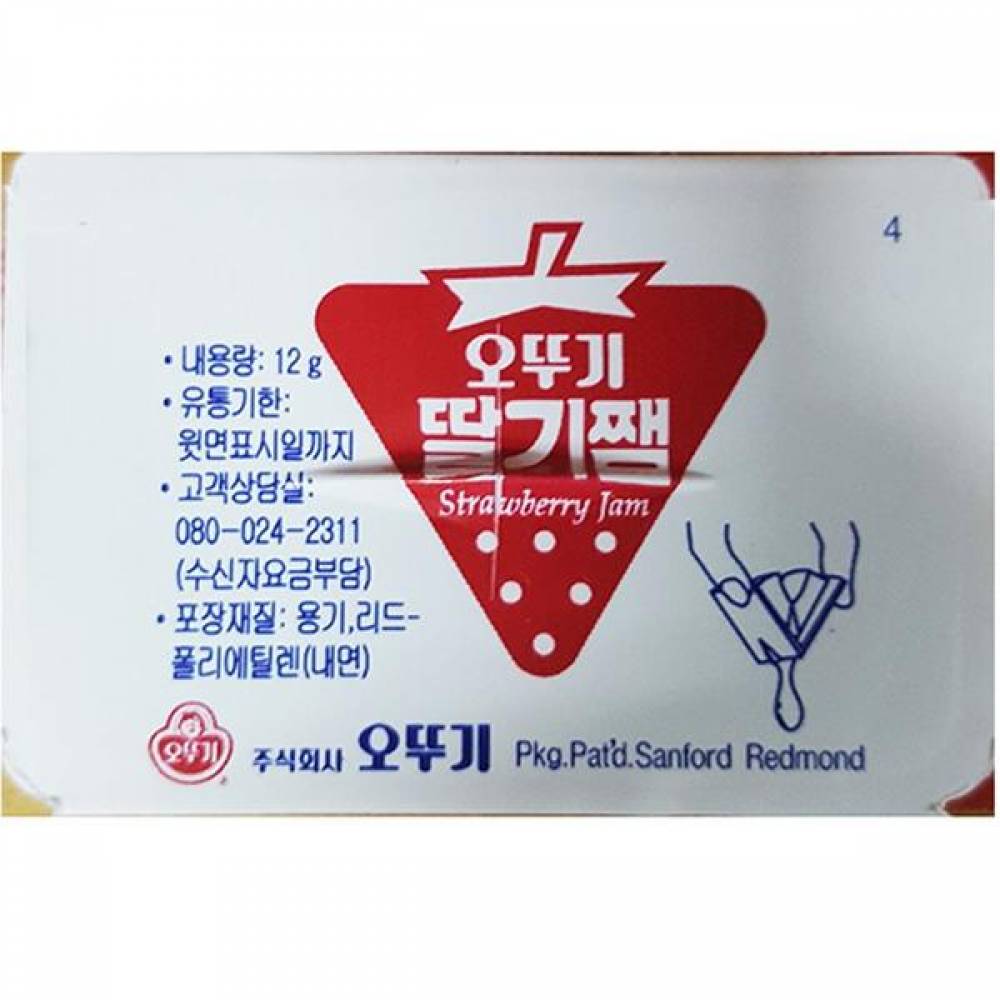 4
오뚜기
딸기쨈
Strawberry Jam
• 내용량: 12 g
• 유통기한:
윗면표시일까지
• 고객상담실:
080-024-2311
(수신자요금부담)
• 포장재질: 용기,리드-
폴리에틸렌(내면)
오뚜기
주식회사 오뚜기 Pkg.Pat'd.Sanford Redmond